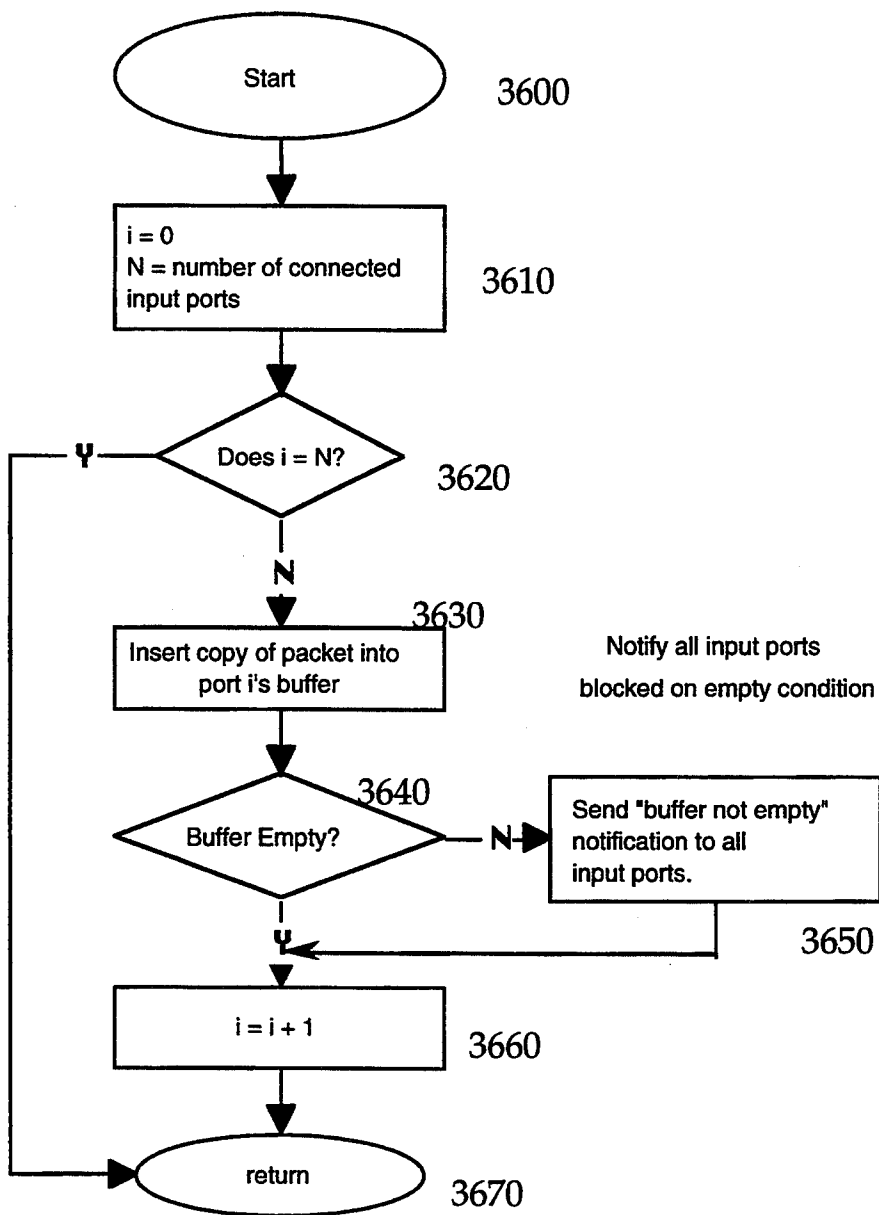 Start
3600
i = 0
N = number of connected
input ports
3610
Y
Does i = N?
3620
N
3630
Insert copy of packet into
port i's buffer
Notify all input ports
blocked on empty condition
3640
Buffer Empty?
N
Send "buffer not empty"
notification to all
input ports.
3650
Y
i = i + 1
3660
return
3670